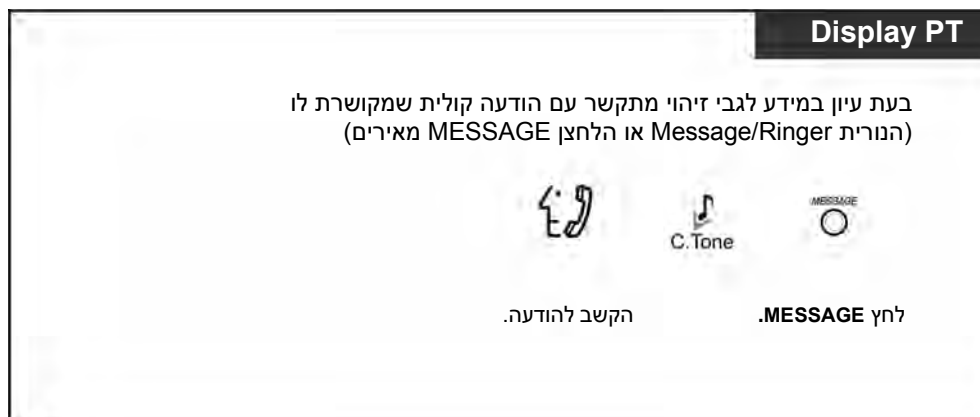 Display PT
בעת עיון במידע לגבי זיהוי מתקשר עם הודעה קולית שמקושרת לו
(הנורית Message/Ringer או הלחצן MESSAGE מאירים)
MESSAGE
C.Tone
לחץ MESSAGE.
הקשב להודעה.